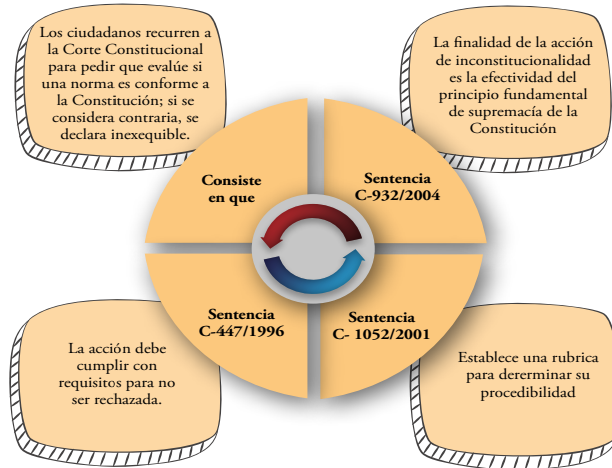 Los ciudadanos recurren a
la Corte Constitucional
para pedir que evalúe si
una norma es conforme a
la Constitución; si se
considera contraria, se
declara inexequible.
La finalidad de la acción
de inconstitucionalidad
es la efectividad del
principio fundamental
de supremacía de la
Constitución
Consiste
en que
Sentencia
C-932/2004
Sentencia
C-447/1996
Sentencia
C- 1052/2001
La acción debe
cumplir con
requisitos para no
ser rechazada.
Establece una rubrica
para dererminar su
procedibilidad